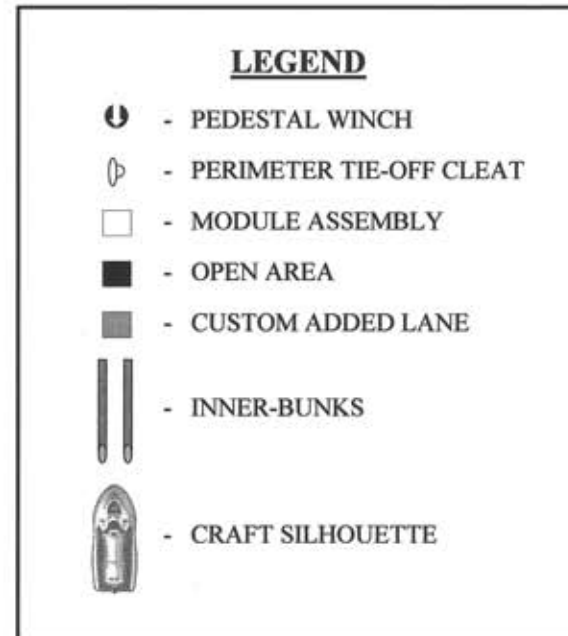 LEGEND
- PEDESTAL WINCH
- PERIMETER TIE-OFF CLEAT
- MODULE ASSEMBLY
- OPEN AREA
- CUSTOM ADDED LANE
- INNER-BUNKS
- CRAFT SILHOUETTE